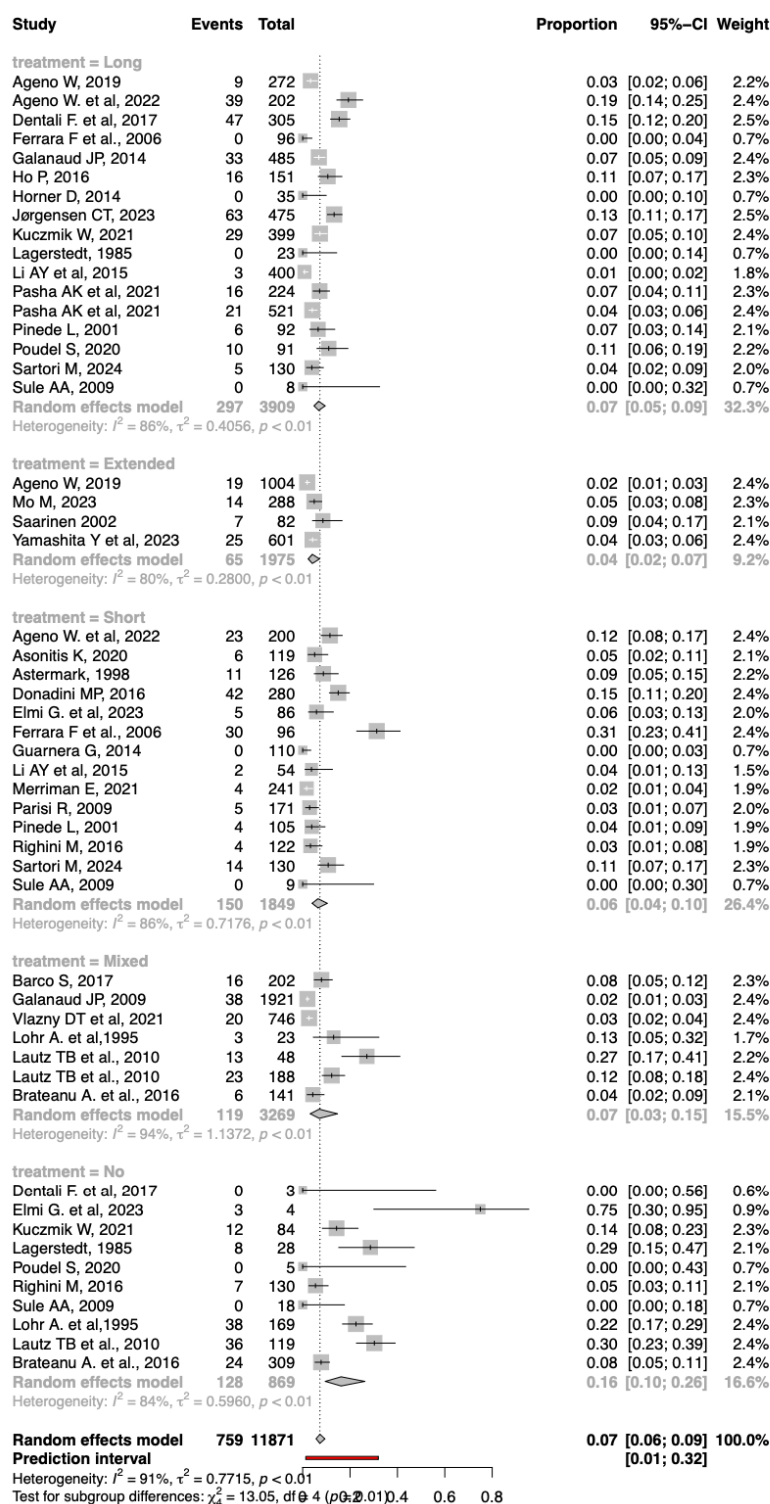 Study Events Total Proportion 95%−CI Weight
treatment = Long
Ageno W, 2019 9 272 0.03 [0.02; 0.06] 2.2%
Ageno W. et al, 2022 39 202 0.19 [0.14; 0.25] 2.4%
Dentali F. et al, 2017 47 305 0.15 [0.12; 0.20] 2.5%
Ferrara F et al., 2006 0 96 0.00 [0.00; 0.04] 0.7%
Galanaud JP, 2014 33 485 0.07 [0.05; 0.09] 2.4%
Ho P, 2016 16 151 0.11 [0.07; 0.17] 2.3%
Horner D, 2014 0 35 0.00 [0.00; 0.10] 0.7%
Jørgensen CT, 2023 63 475 0.13 [0.11; 0.17] 2.5%
Kuczmik W, 2021 29 399 0.07 [0.05; 0.10] 2.4%
Lagerstedt, 1985 0 23 0.00 [0.00; 0.14] 0.7%
Li AY et al, 2015 3 400 0.01 [0.00; 0.02] 1.8%
Pasha AK et al, 2021 16 224 0.07 [0.04; 0.11] 2.3%
Pasha AK et al, 2021 21 521 0.04 [0.03; 0.06] 2.4%
Pinede L, 2001 6 92 0.07 [0.03; 0.14] 2.1%
Poudel S, 2020 10 91 0.11 [0.06; 0.19] 2.2%
Sartori M, 2024 5 130 0.04 [0.02; 0.09] 2.0%
Sule AA, 2009 0 8 0.00 [0.00; 0.32] 0.7%
Random effects model 297 3909 0.07 [0.05; 0.09] 32.3%
Heterogeneity: I² = 86%, τ² = 0.4056, p < 0.01
treatment = Extended
Ageno W, 2019 19 1004 0.02 [0.01; 0.03] 2.4%
Mo M, 2023 14 288 0.05 [0.03; 0.08] 2.3%
Saarinen 2002 7 82 0.09 [0.04; 0.17] 2.1%
Yamashita Y et al, 2023 25 601 0.04 [0.03; 0.06] 2.4%
Random effects model 65 1975 0.04 [0.02; 0.07] 9.2%
Heterogeneity: I² = 80%, τ² = 0.2800, p < 0.01
treatment = Short
Ageno W. et al, 2022 23 200 0.12 [0.08; 0.17] 2.4%
Asonitis K, 2020 6 119 0.05 [0.02; 0.11] 2.1%
Astermark, 1998 11 126 0.09 [0.05; 0.15] 2.2%
Donadini MP, 2016 42 280 0.15 [0.11; 0.20] 2.4%
Elmi G. et al, 2023 5 86 0.06 [0.03; 0.13] 2.0%
Ferrara F et al., 2006 30 96 0.31 [0.23; 0.41] 2.4%
Guarnera G, 2014 0 110 0.00 [0.00; 0.03] 0.7%
Li AY et al, 2015 2 54 0.04 [0.01; 0.13] 1.5%
Merriman E, 2021 4 241 0.02 [0.01; 0.04] 1.9%
Parisi R, 2009 5 171 0.03 [0.01; 0.07] 2.0%
Pinede L, 2001 4 105 0.04 [0.01; 0.09] 1.9%
Righini M, 2016 4 122 0.03 [0.01; 0.08] 1.9%
Sartori M, 2024 14 130 0.11 [0.07; 0.17] 2.3%
Sule AA, 2009 0 9 0.00 [0.00; 0.30] 0.7%
Random effects model 150 1849 0.06 [0.04; 0.10] 26.4%
Heterogeneity: I² = 86%, τ² = 0.7176, p < 0.01
treatment = Mixed
Barco S, 2017 16 202 0.08 [0.05; 0.12] 2.3%
Galanaud JP, 2009 38 1921 0.02 [0.01; 0.03] 2.4%
Vlazny DT et al, 2021 20 746 0.03 [0.02; 0.04] 2.4%
Lohr A. et al,1995 3 23 0.13 [0.05; 0.32] 1.7%
Lautz TB et al., 2010 13 48 0.27 [0.17; 0.41] 2.2%
Lautz TB et al., 2010 23 188 0.12 [0.08; 0.18] 2.4%
Brateanu A. et al., 2016 6 141 0.04 [0.02; 0.09] 2.1%
Random effects model 119 3269 0.07 [0.03; 0.15] 15.5%
Heterogeneity: I² = 94%, τ² = 1.1372, p < 0.01
treatment = No
Dentali F. et al, 2017 0 3 0.00 [0.00; 0.56] 0.6%
Elmi G. et al, 2023 3 4 0.75 [0.30; 0.95] 0.9%
Kuczmik W, 2021 12 84 0.14 [0.08; 0.23] 2.3%
Lagerstedt, 1985 8 28 0.29 [0.15; 0.47] 2.1%
Poudel S, 2020 0 5 0.00 [0.00; 0.43] 0.7%
Righini M, 2016 7 130 0.05 [0.03; 0.11] 2.1%
Sule AA, 2009 0 18 0.00 [0.00; 0.18] 0.7%
Lohr A. et al,1995 38 169 0.22 [0.17; 0.29] 2.4%
Lautz TB et al., 2010 36 119 0.30 [0.23; 0.39] 2.4%
Brateanu A. et al., 2016 24 309 0.08 [0.05; 0.11] 2.4%
Random effects model 128 869 0.16 [0.10; 0.26] 16.6%
Heterogeneity: I² = 84%, τ² = 0.5960, p < 0.01
Random effects model 759 11871 0.07 [0.06; 0.09] 100.0%
Prediction interval [0.01; 0.32]
Heterogeneity: I² = 91%, τ² = 0.7715, p < 0.01
Test for subgroup differences: χ²₄ = 13.05, df = 4 (p = 0.01)
0 0.2 0.4 0.6 0.8